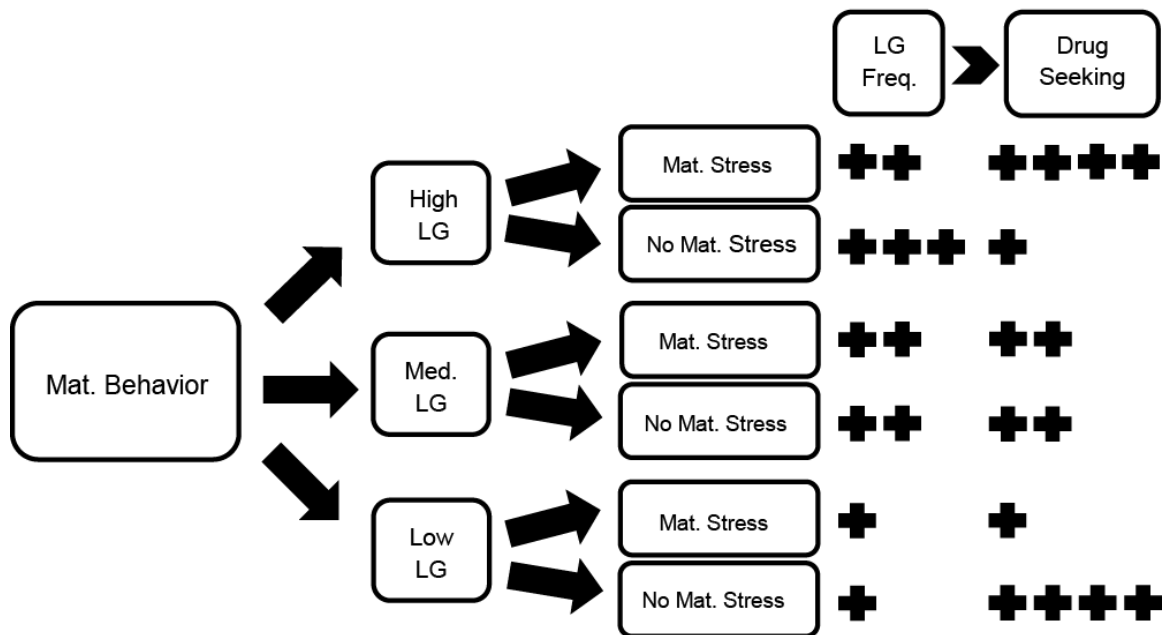 LG
Freq.
Drug
Seeking
Mat. Behavior
High
LG
Mat. Stress
No Mat. Stress
Med.
LG
Mat. Stress
No Mat. Stress
Low
LG
Mat. Stress
No Mat. Stress